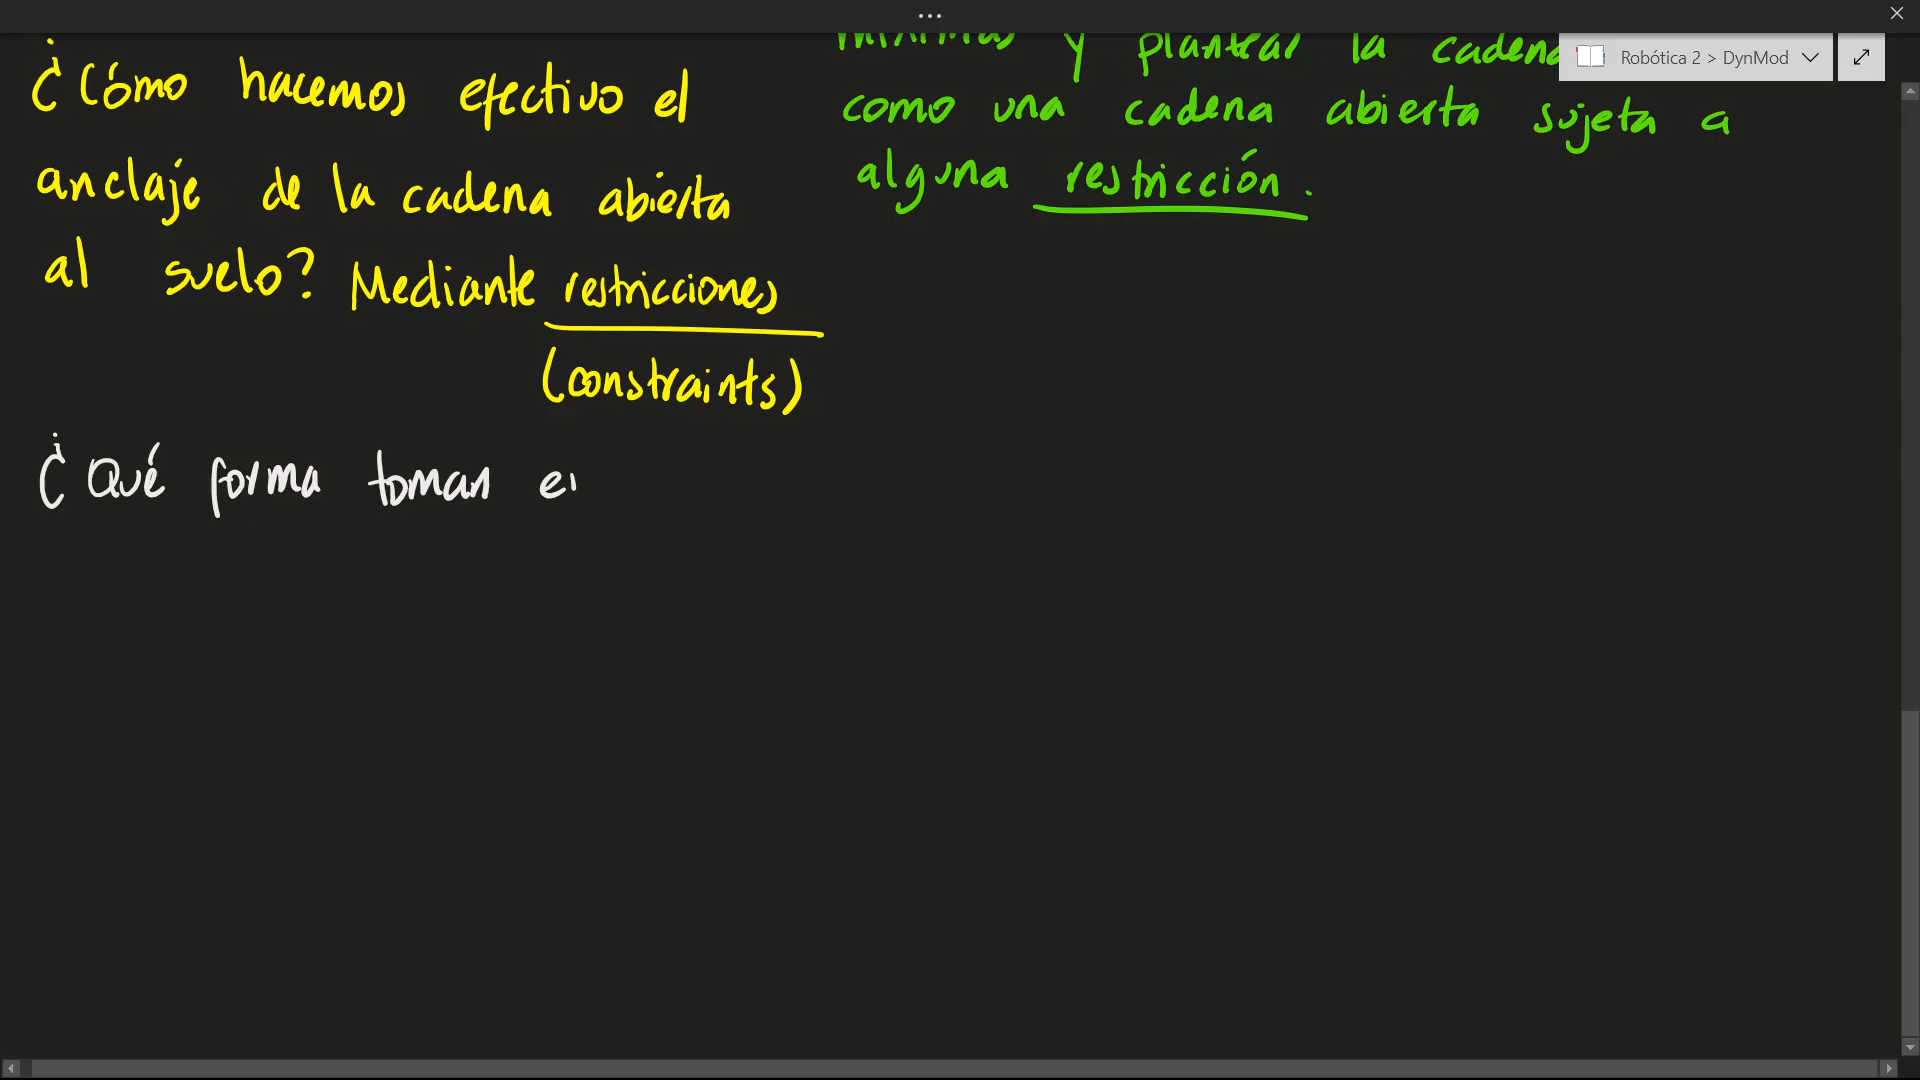 Robótica 2 > DynMod
¿Cómo hacemos efectivo el
anclaje de la cadena abierta
al suelo? Mediante restricciones
(constraints)
¿Qué forma toman
y plantear la cadena
como una cadena abierta sujeta a
alguna restricción.